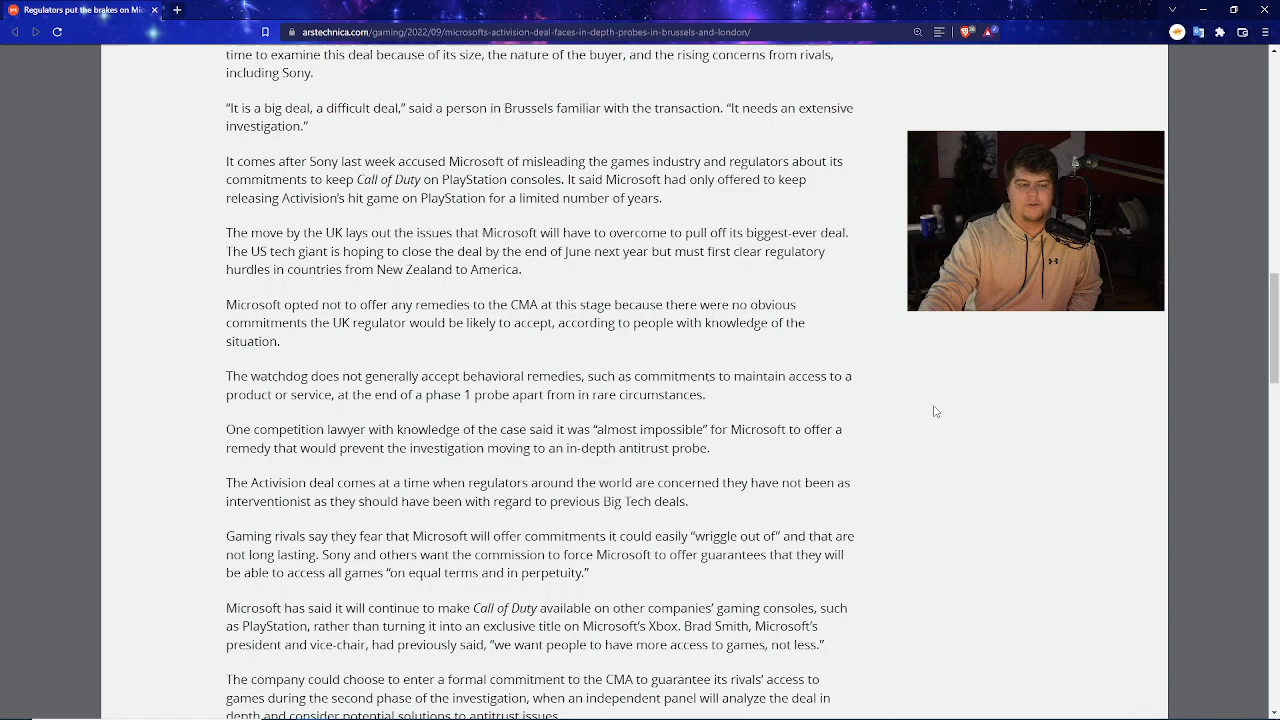 Regulators put the brakes on Mic
arstechnica.com/gaming/2022/09/microsofts-activision-deal-faces-in-depth-probes-in-brussels-and-london/
time to examine this deal because of its size, the nature of the buyer, and the rising concerns from rivals,
including Sony.
“It is a big deal, a difficult deal,” said a person in Brussels familiar with the transaction. “It needs an extensive
investigation.”
It comes after Sony last week accused Microsoft of misleading the games industry and regulators about its
commitments to keep Call of Duty on PlayStation consoles. It said Microsoft had only offered to keep
releasing Activision’s hit game on PlayStation for a limited number of years.
The move by the UK lays out the issues that Microsoft will have to overcome to pull off its biggest-ever deal.
The US tech giant is hoping to close the deal by the end of June next year but must first clear regulatory
hurdles in countries from New Zealand to America.
Microsoft opted not to offer any remedies to the CMA at this stage because there were no obvious
commitments the UK regulator would be likely to accept, according to people with knowledge of the
situation.
The watchdog does not generally accept behavioral remedies, such as commitments to maintain access to a
product or service, at the end of a phase 1 probe apart from in rare circumstances.
One competition lawyer with knowledge of the case said it was “almost impossible” for Microsoft to offer a
remedy that would prevent the investigation moving to an in-depth antitrust probe.
The Activision deal comes at a time when regulators around the world are concerned they have not been as
interventionist as they should have been with regard to previous Big Tech deals.
Gaming rivals say they fear that Microsoft will offer commitments it could easily “wriggle out of” and that are
not long lasting. Sony and others want the commission to force Microsoft to offer guarantees that they will
be able to access all games “on equal terms and in perpetuity.”
Microsoft has said it will continue to make Call of Duty available on other companies’ gaming consoles, such
as PlayStation, rather than turning it into an exclusive title on Microsoft’s Xbox. Brad Smith, Microsoft’s
president and vice-chair, had previously said, “we want people to have more access to games, not less.”
The company could choose to enter a formal commitment to the CMA to guarantee its rivals’ access to
games during the second phase of the investigation, when an independent panel will analyze the deal in
depth and consider potential solutions to antitrust issues.